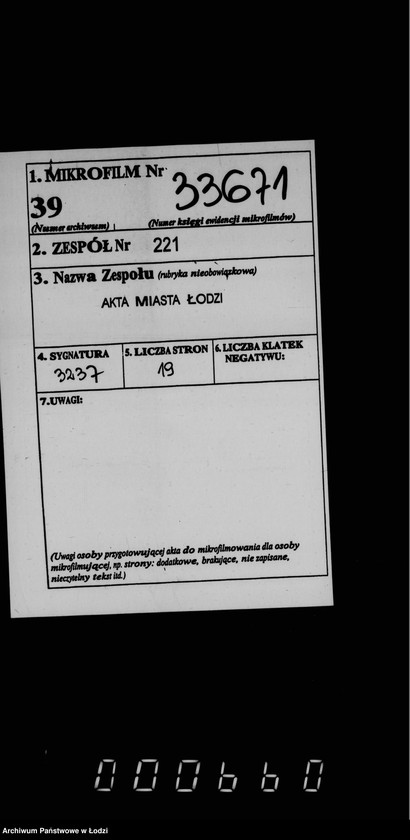 1. MIKROFILM Nr 33671
39
(Numer archiwum) (Numer księgi ewidencji mikrofilmów)
2. ZESPÓŁ Nr 221
3. Nazwa Zespołu (rubryka nieobowiązkowa)
AKTA MIASTA ŁODZI
4. SYGNATURA 5. LICZBA STRON 6. LICZBA KLATEK
NEGATYWU:
3237 19
7. UWAGI:
(Uwagi osoby przygotowującej akta do mikrofilmowania dla osoby
mikrofilmującej, np. strony: dodatkowe, brakujące, nie zapisane,
nieczytelny tekst itd.)
000660
Archiwum Państwowe w Łodzi